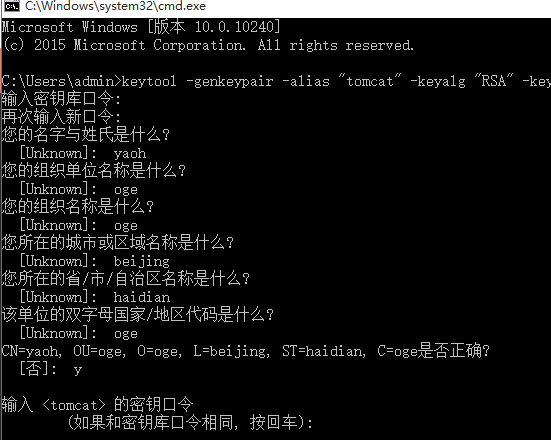 C:\Windows\system32\cmd.exe
Microsoft Windows [版本 10.0.10240]
(c) 2015 Microsoft Corporation. All rights reserved.
C:\Users\admin>keytool -genkeypair -alias "tomcat" -keyalg "RSA" -key
输入密钥库口令:
再次输入新口令:
您的名字与姓氏是什么?
[Unknown]: yaoh
您的组织单位名称是什么?
[Unknown]: oge
您的组织名称是什么?
[Unknown]: oge
您所在的城市或区域名称是什么?
[Unknown]: beijing
您所在的省/市/自治区名称是什么?
[Unknown]: haidian
该单位的双字母国家/地区代码是什么?
[Unknown]: oge
CN=yaoh, OU=oge, O=oge, L=beijing, ST=haidian, C=oge是否正确?
[否]: y
输入 <tomcat> 的密钥口令
(如果和密钥库口令相同, 按回车):